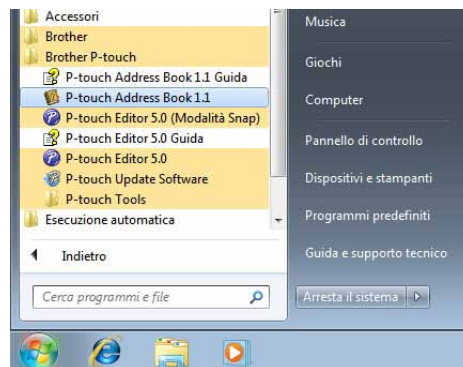 Accessori
Brother
Brother P-touch
P-touch Address Book 1.1 Guida
P-touch Address Book 1.1
P-touch Editor 5.0 (Modalità Snap)
P-touch Editor 5.0 Guida
P-touch Editor 5.0
P-touch Update Software
P-touch Tools
Esecuzione automatica
Indietro
Cerca programmi e file
Musica
Giochi
Computer
Pannello di controllo
Dispositivi e stampanti
Programmi predefiniti
Guida e supporto tecnico
Arresta il sistema